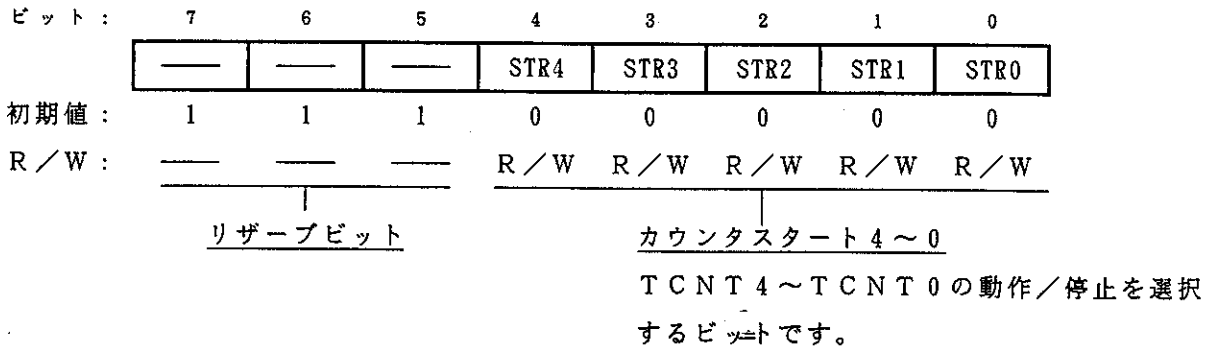 ビット： 7 6 5 4 3 2 1 0
— — — STR4 STR3 STR2 STR1 STR0
初期値： 1 1 1 0 0 0 0 0
R／W： — — — R／W R／W R／W R／W R／W
リザーブビット
カウンタスタート4～0
TCNT4～TCNT0の動作／停止を選択
するビットです。